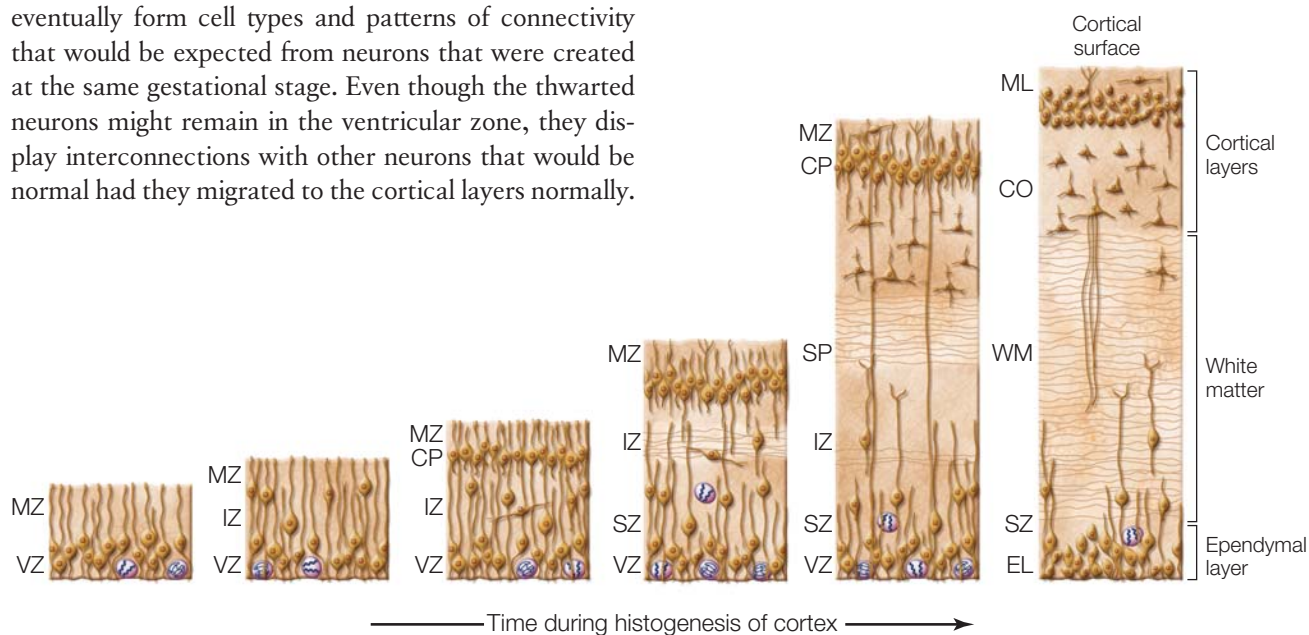 eventually form cell types and patterns of connectivity
that would be expected from neurons that were created
at the same gestational stage. Even though the thwarted
neurons might remain in the ventricular zone, they dis-
play interconnections with other neurons that would be
normal had they migrated to the cortical layers normally.
MZ
VZ
MZ
IZ
VZ
MZ
CP
IZ
VZ
MZ
IZ
SZ
VZ
MZ
CP
SP
IZ
SZ
VZ
Cortical
surface
ML
CO
WM
SZ
EL
Cortical
layers
White
matter
Ependymal
layer
Time during histogenesis of cortex